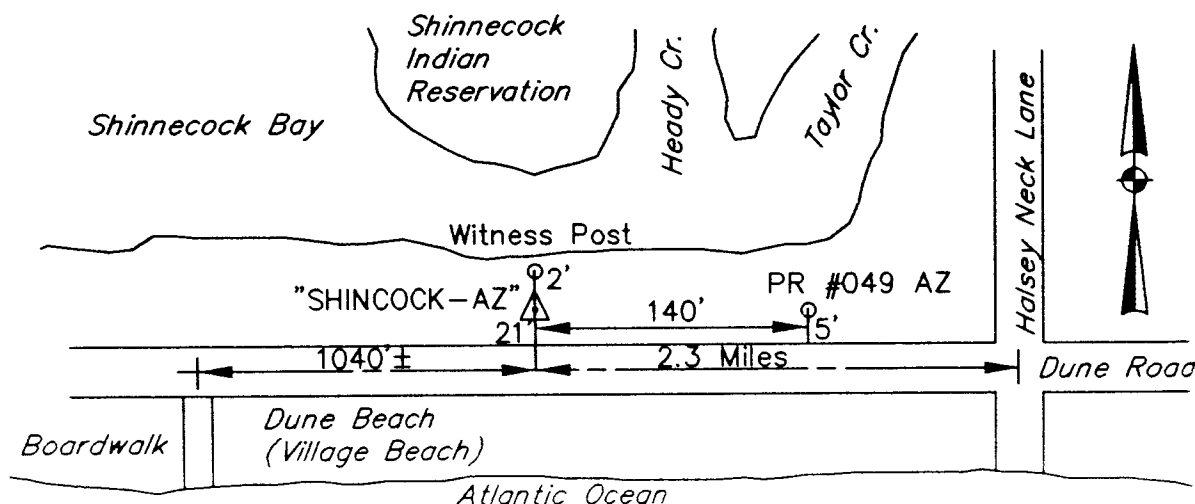 Shinnecock
Indian
Reservation
Shinnecock Bay
Heady Cr.
Taylor Cr.
Halsey Neck Lane
Witness Post
2'
"SHINCOCK-AZ"
21'
140'
PR #049 AZ
5'
1040'±
2.3 Miles
Dune Road
Boardwalk
Dune Beach
(Village Beach)
Atlantic Ocean